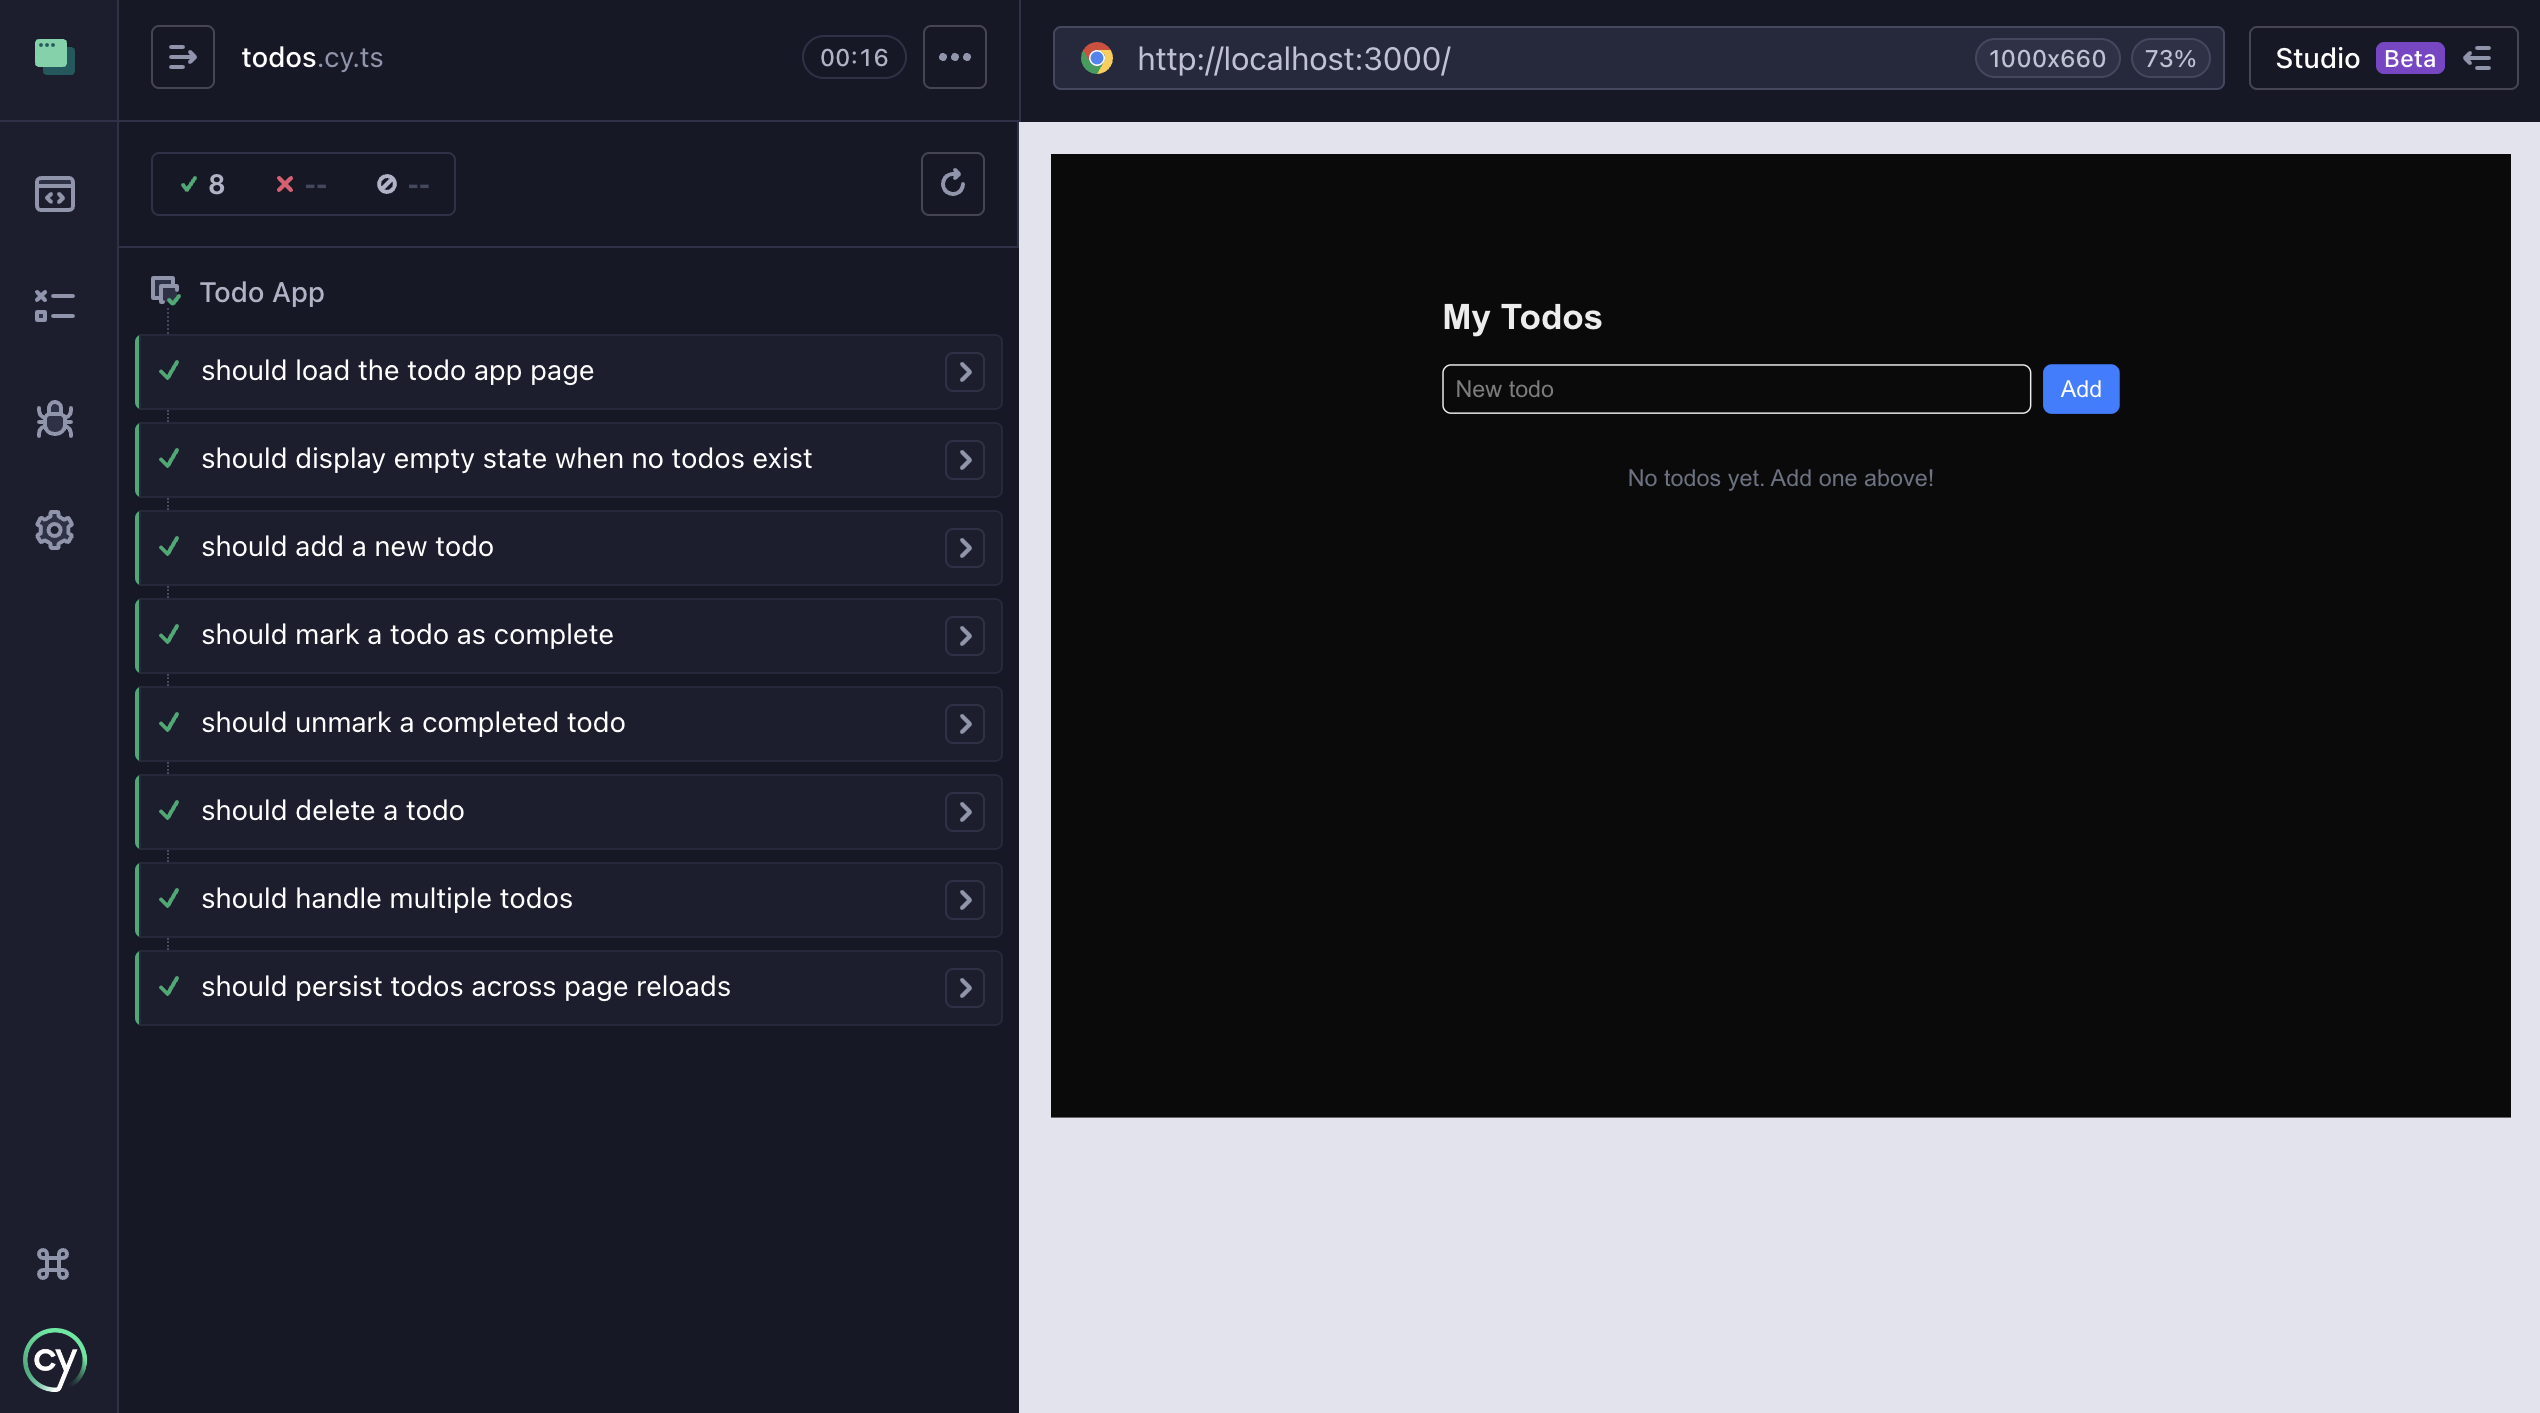 todos.cy.ts
00:16
http://localhost:3000/
1000x660
73%
Studio Beta
8 -- --
Todo App
should load the todo app page
should display empty state when no todos exist
should add a new todo
should mark a todo as complete
should unmark a completed todo
should delete a todo
should handle multiple todos
should persist todos across page reloads
My Todos
New todo
Add
No todos yet. Add one above!
cy